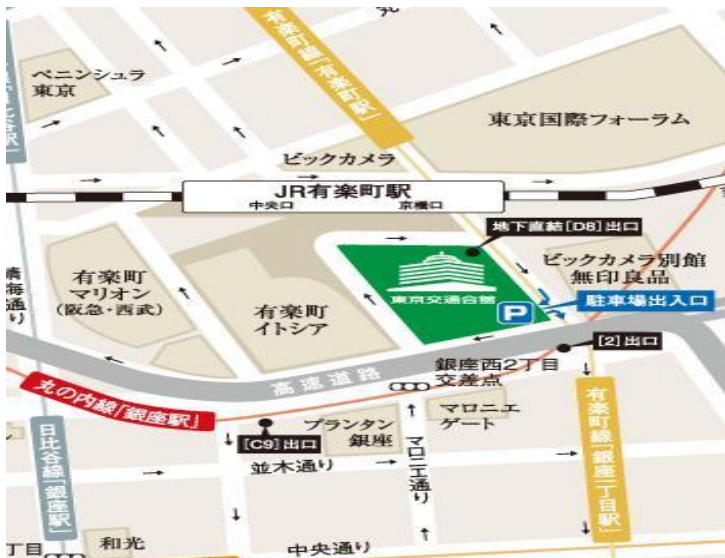 有楽町線「有楽町駅」
ペニンシュラ
東京
東京国際フォーラム
ビックカメラ
JR有楽町駅
中央口
京橋口
地下直結[D8]出口
ビックカメラ別館
無印良品
有楽町
マリオン
(阪急・西武)
有楽町
イトシア
東京交通会館
P
駐車場出入口
[2]出口
晴海通り
高速道路
銀座西2丁目
交差点
丸の内線「銀座駅」
[C9]出口
プランタン
銀座
マロニエ
ゲート
マロニエ通り
有楽町線「銀座一丁目駅」
日比谷線「銀座駅」
並木通り
丁目
和光
中央通り